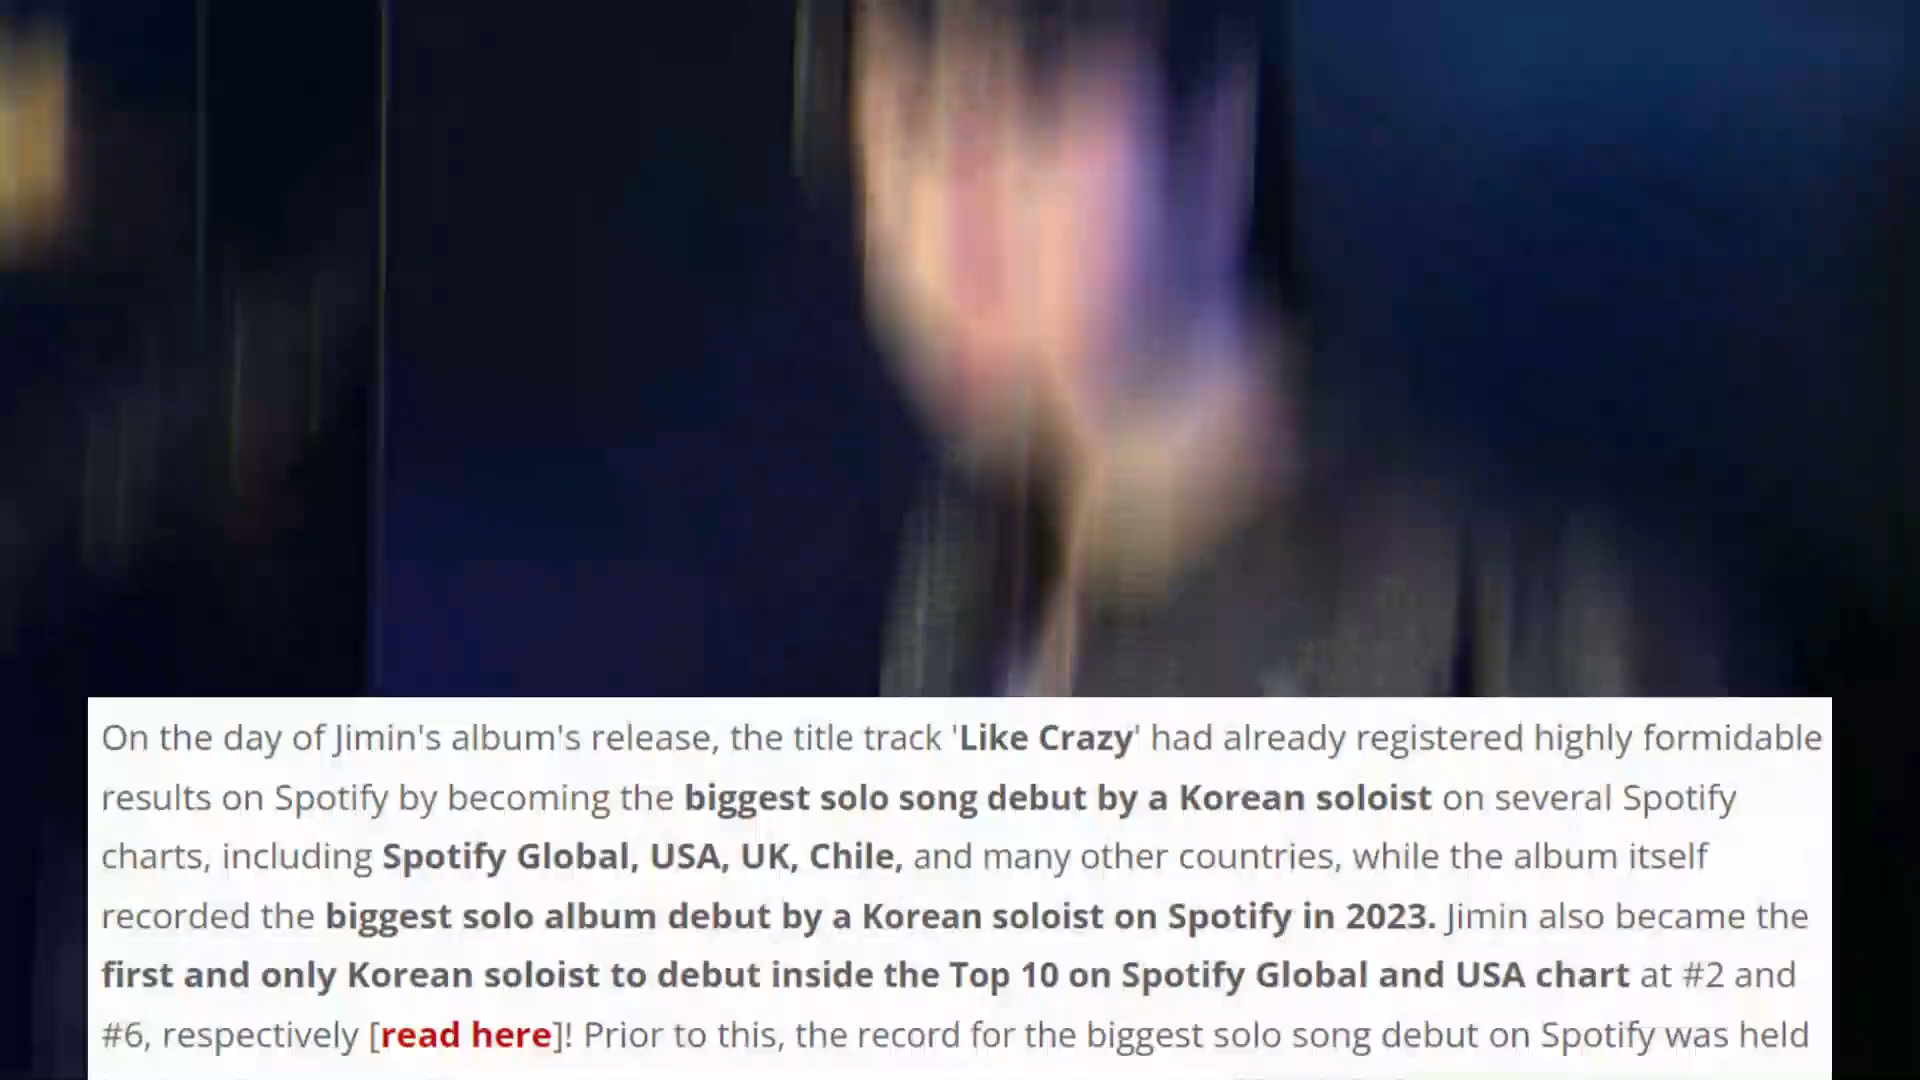 On the day of Jimin's album's release, the title track 'Like Crazy' had already registered highly formidable
results on Spotify by becoming the biggest solo song debut by a Korean soloist on several Spotify
charts, including Spotify Global, USA, UK, Chile, and many other countries, while the album itself
recorded the biggest solo album debut by a Korean soloist on Spotify in 2023. Jimin also became the
first and only Korean soloist to debut inside the Top 10 on Spotify Global and USA chart at #2 and
#6, respectively [read here]! Prior to this, the record for the biggest solo song debut on Spotify was held